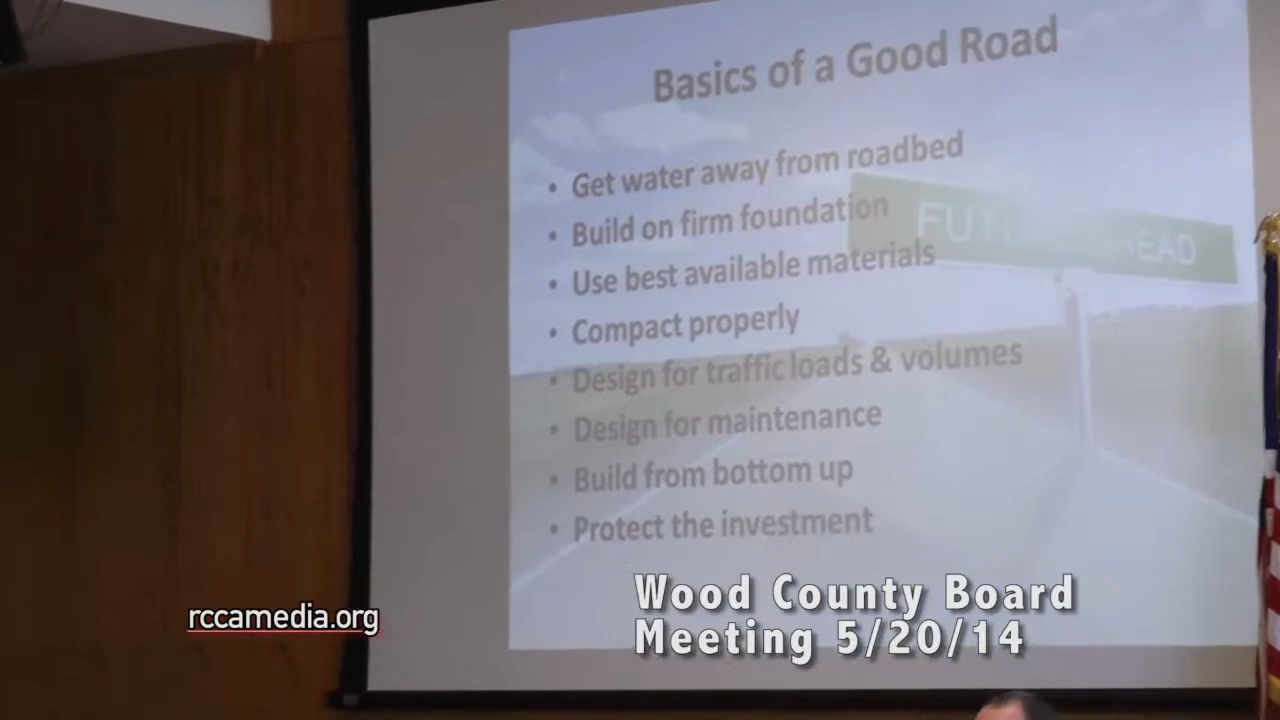 Basics of a Good Road
• Get water away from roadbed
• Build on firm foundation
• Use best available materials
• Compact properly
• Design for traffic loads & volumes
• Design for maintenance
• Build from bottom up
• Protect the investment
rccamedia.org
Wood County Board
Meeting 5/20/14